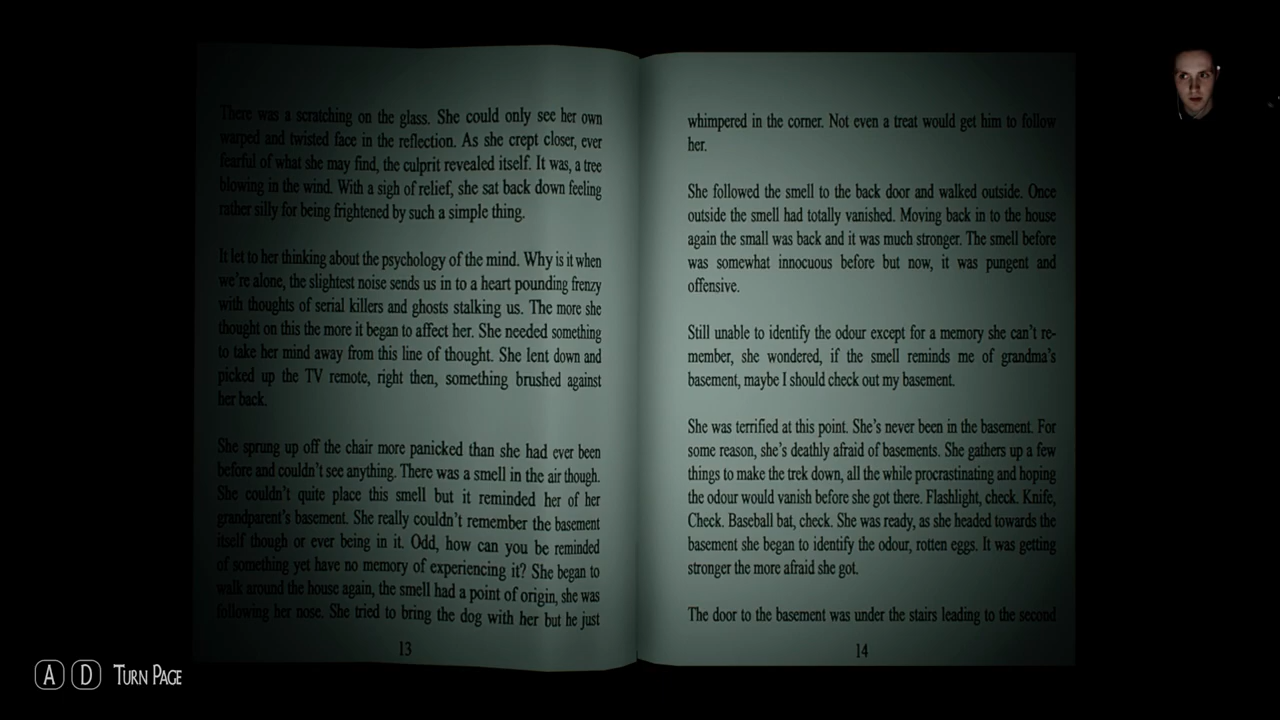 There was a scratching on the glass. She could only see her own
warped and twisted face in the reflection. As she crept closer, ever
fearful of what she may find, the culprit revealed itself. It was, a tree
blowing in the wind. With a sigh of relief, she sat back down feeling
rather silly for being frightened by such a simple thing.
It let to her thinking about the psychology of the mind. Why is it when
we're alone, the slightest noise sends us in to a heart pounding frenzy
with thoughts of serial killers and ghosts stalking us. The more she
thought on this the more it began to affect her. She needed something
to take her mind away from this line of thought. She lent down and
picked up the TV remote, right then, something brushed against
her back.
She sprung up off the chair more panicked than she had ever been
before and couldn't see anything. There was a smell in the air though.
She couldn't quite place this smell but it reminded her of her
grandparent's basement. She really couldn't remember the basement
itself though or ever being in it. Odd, how can you be reminded
of something yet have no memory of experiencing it? She began to
walk around the house again, the smell had a point of origin, she was
following her nose. She tried to bring the dog with her but he just
13
whimpered in the corner. Not even a treat would get him to follow
her.
She followed the smell to the back door and walked outside. Once
outside the smell had totally vanished. Moving back in to the house
again the small was back and it was much stronger. The smell before
was somewhat innocuous before but now, it was pungent and
offensive.
Still unable to identify the odour except for a memory she can't re-
member, she wondered, if the smell reminds me of grandma's
basement, maybe I should check out my basement.
She was terrified at this point. She's never been in the basement. For
some reason, she's deathly afraid of basements. She gathers up a few
things to make the trek down, all the while procrastinating and hoping
the odour would vanish before she got there. Flashlight, check. Knife,
Check. Baseball bat, check. She was ready, as she headed towards the
basement she began to identify the odour, rotten eggs. It was getting
stronger the more afraid she got.
The door to the basement was under the stairs leading to the second
14
A D TURN PAGE